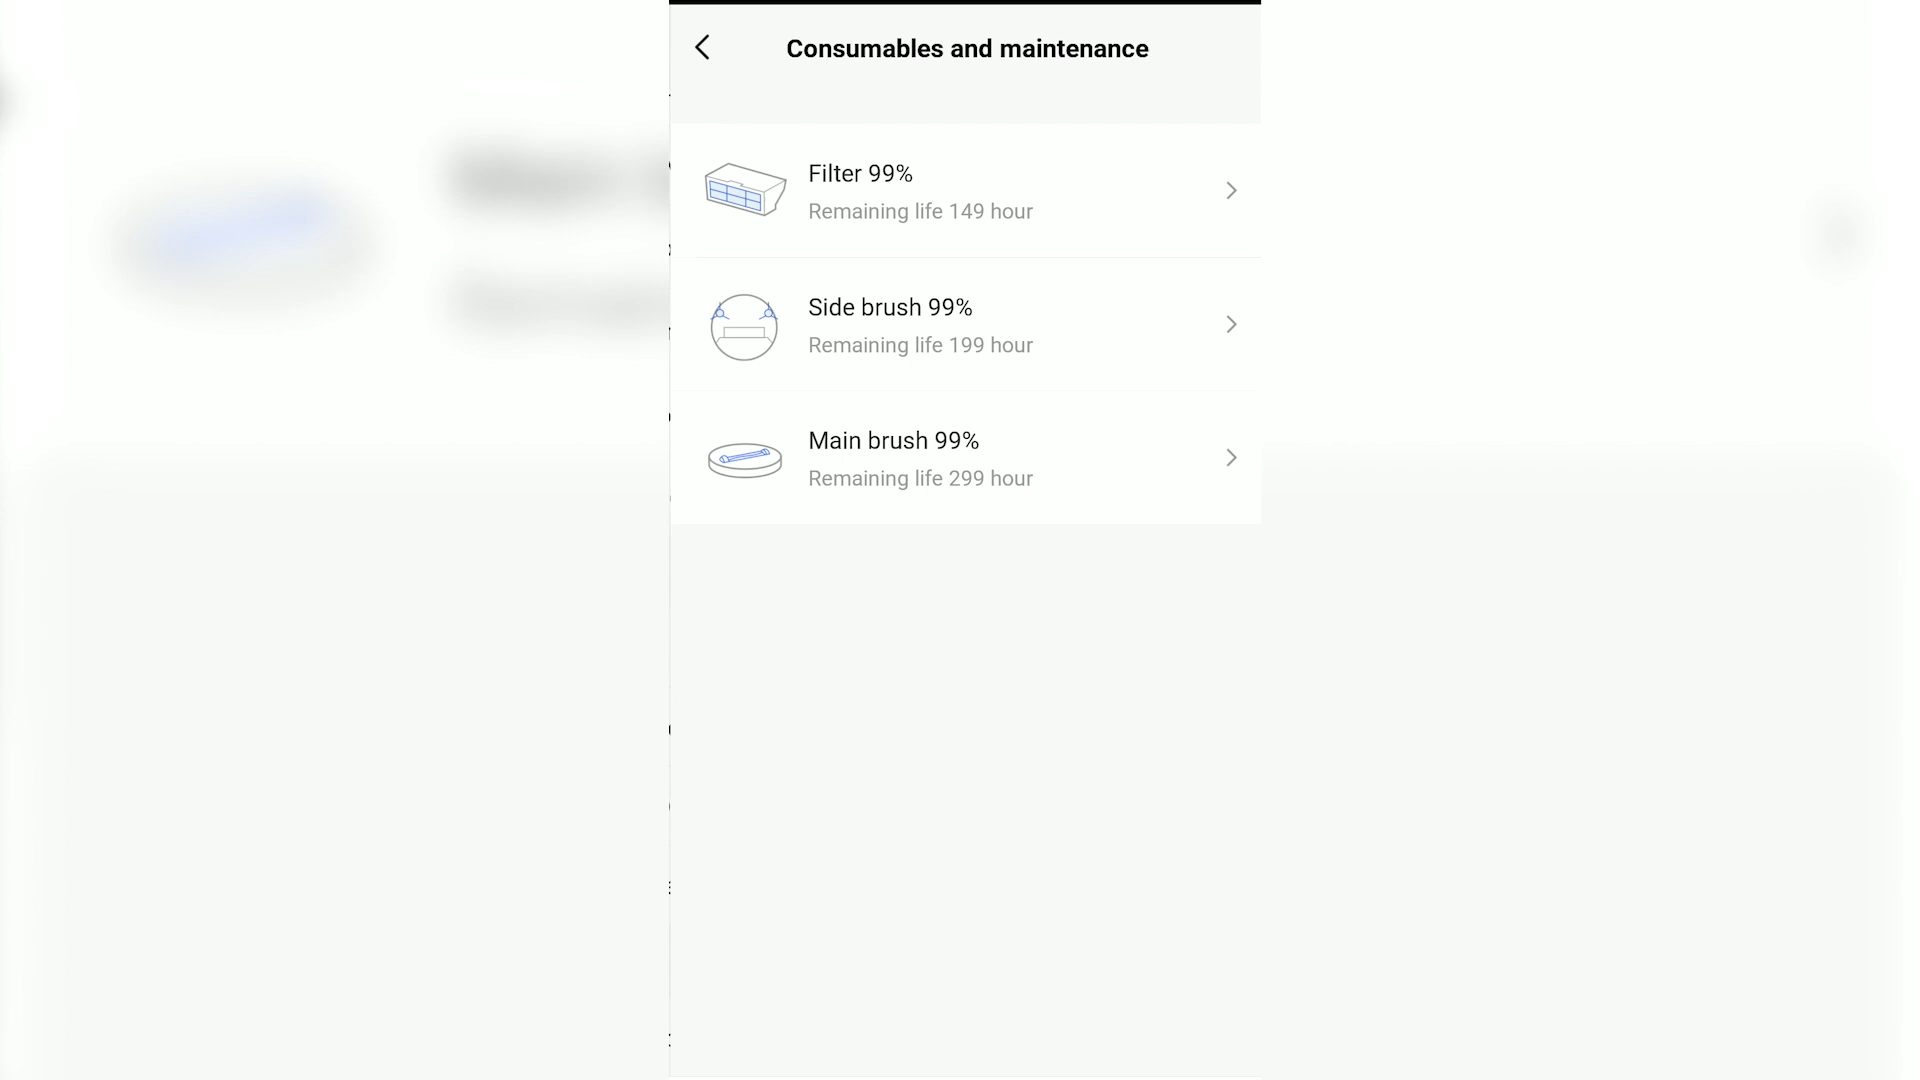 Consumables and maintenance
Filter 99%
Remaining life 149 hour
Side brush 99%
Remaining life 199 hour
Main brush 99%
Remaining life 299 hour